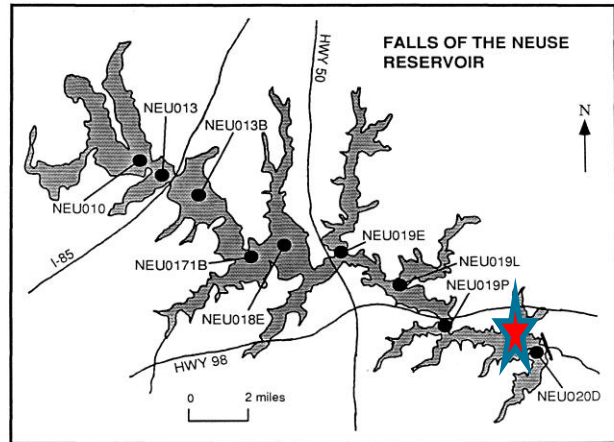 FALLS OF THE NEUSE
RESERVOIR
HWY 50
N
NEU013
NEU013B
NEU010
I-85
NEU019E
NEU0171B
NEU019L
NEU019P
NEU018E
HWY 98
NEU020D
0 2 miles